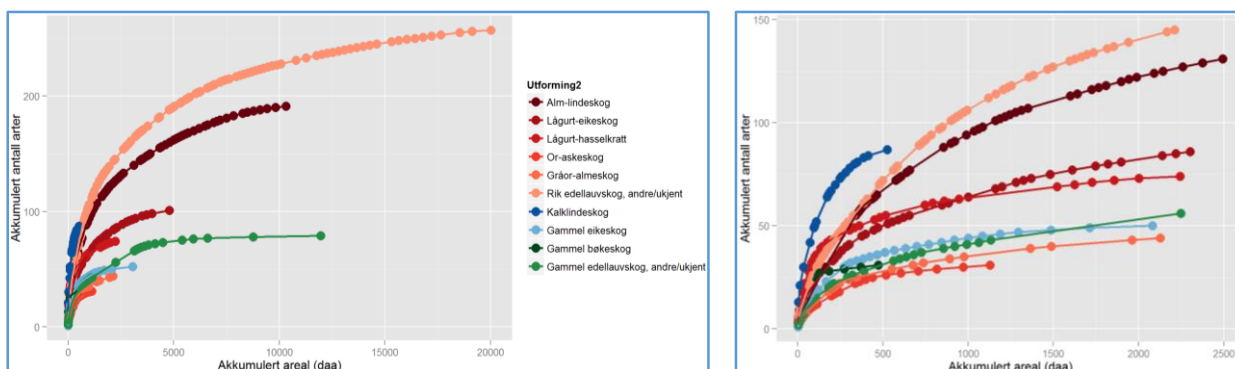 Akkumulert antall arter
200
100
0
0
5000
10000
15000
20000
Akkumulert areal (daa)
Utforming2
Alm-lindeskog
Lågurt-eikeskog
Lågurt-hasselkratt
Or-askeskog
Gråor-almeskog
Rik edellauvskog, andre/ukjent
Kalklindeskog
Gammel eikeskog
Gammel bøkeskog
Gammel edellauvskog, andre/ukjent
Akkumulert antall arter
150
100
50
0
0
500
1000
1500
2000
2500
Akkumulert areal (daa)